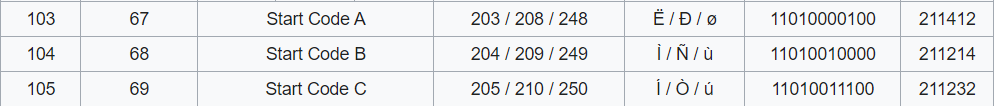 103 67 Start Code A 203 / 208 / 248 Ë / Ð / ø 11010000100 211412
104 68 Start Code B 204 / 209 / 249 Ì / Ñ / ù 11010010000 211214
105 69 Start Code C 205 / 210 / 250 Í / Ò / ú 11010011100 211232